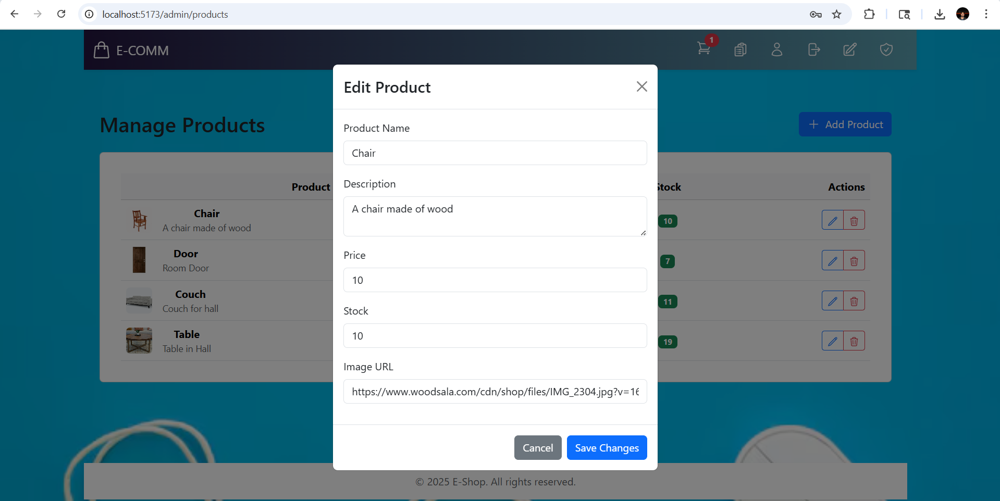 localhost:5173/admin/products
E-COMM
1
Edit Product
Manage Products
Add Product
Product Name
Chair
Description
A chair made of wood
Price
10
Stock
10
Image URL
https://www.woodsala.com/cdn/shop/files/IMG_2304.jpg?v=16
Cancel
Save Changes
Product
Stock
Actions
Chair
A chair made of wood
10
Door
Room Door
7
Couch
Couch for hall
11
Table
Table in Hall
19
© 2025 E-Shop. All rights reserved.